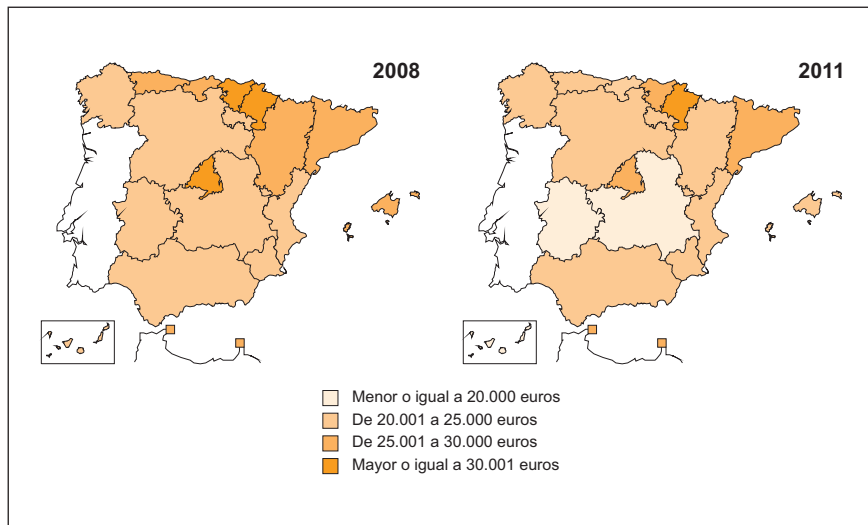 2008
2011
Menor o igual a 20.000 euros
De 20.001 a 25.000 euros
De 25.001 a 30.000 euros
Mayor o igual a 30.001 euros